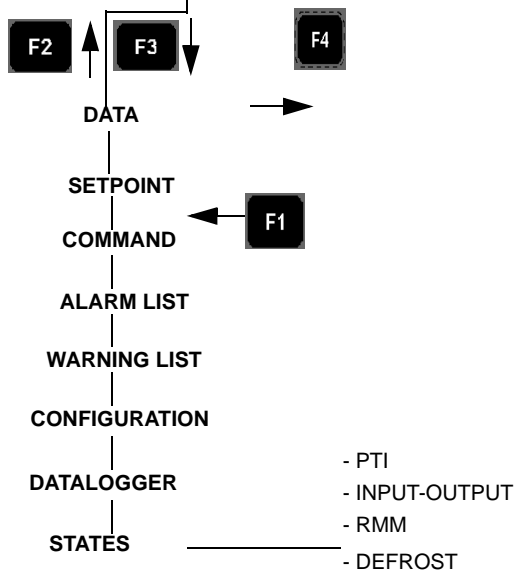 F2
F3
F4
DATA
SETPOINT
F1
COMMAND
ALARM LIST
WARNING LIST
CONFIGURATION
DATALOGGER
STATES
- PTI
- INPUT-OUTPUT
- RMM
- DEFROST